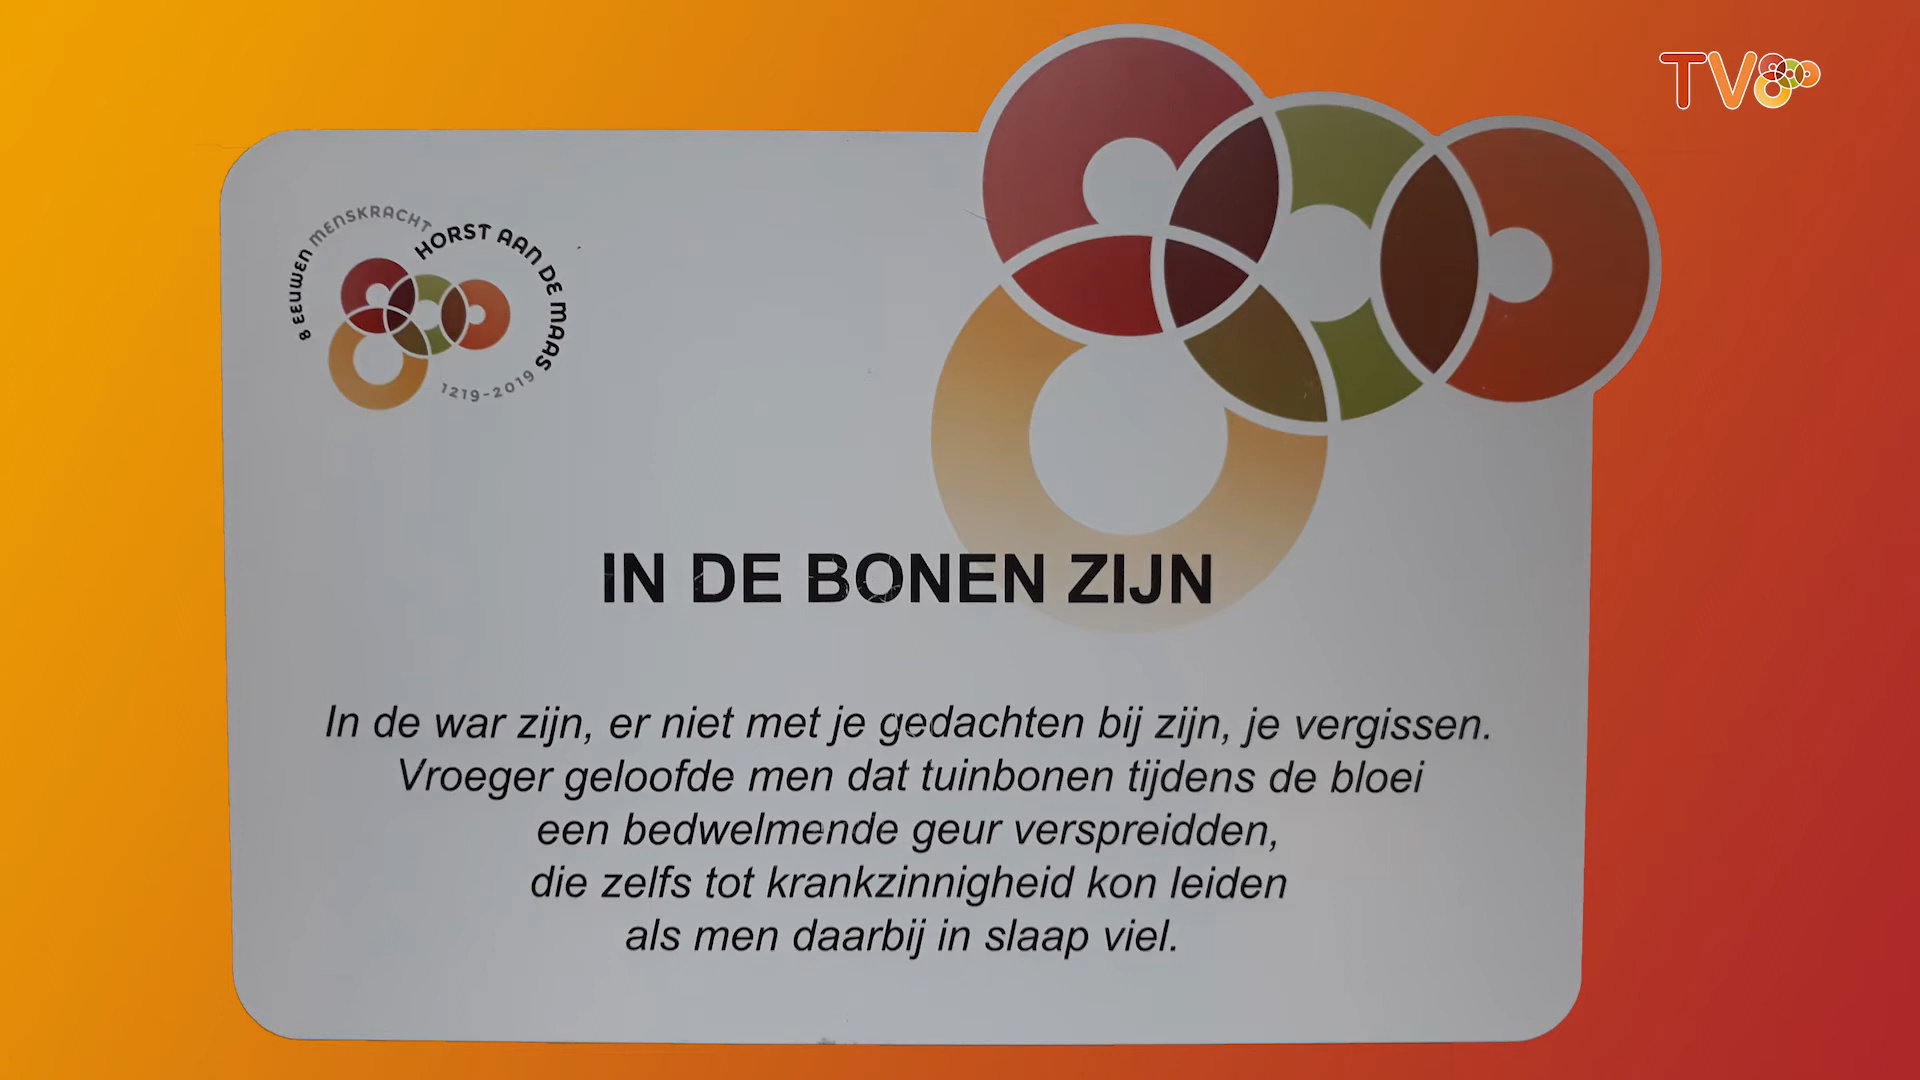 TV8
8 EEUWEN MENSKRACHT
HORST AAN DE MAAS
1219-2019
IN DE BONEN ZIJN
In de war zijn, er niet met je gedachten bij zijn, je vergissen.
Vroeger geloofde men dat tuinbonen tijdens de bloei
een bedwelmende geur verspreidden,
die zelfs tot krankzinnigheid kon leiden
als men daarbij in slaap viel.